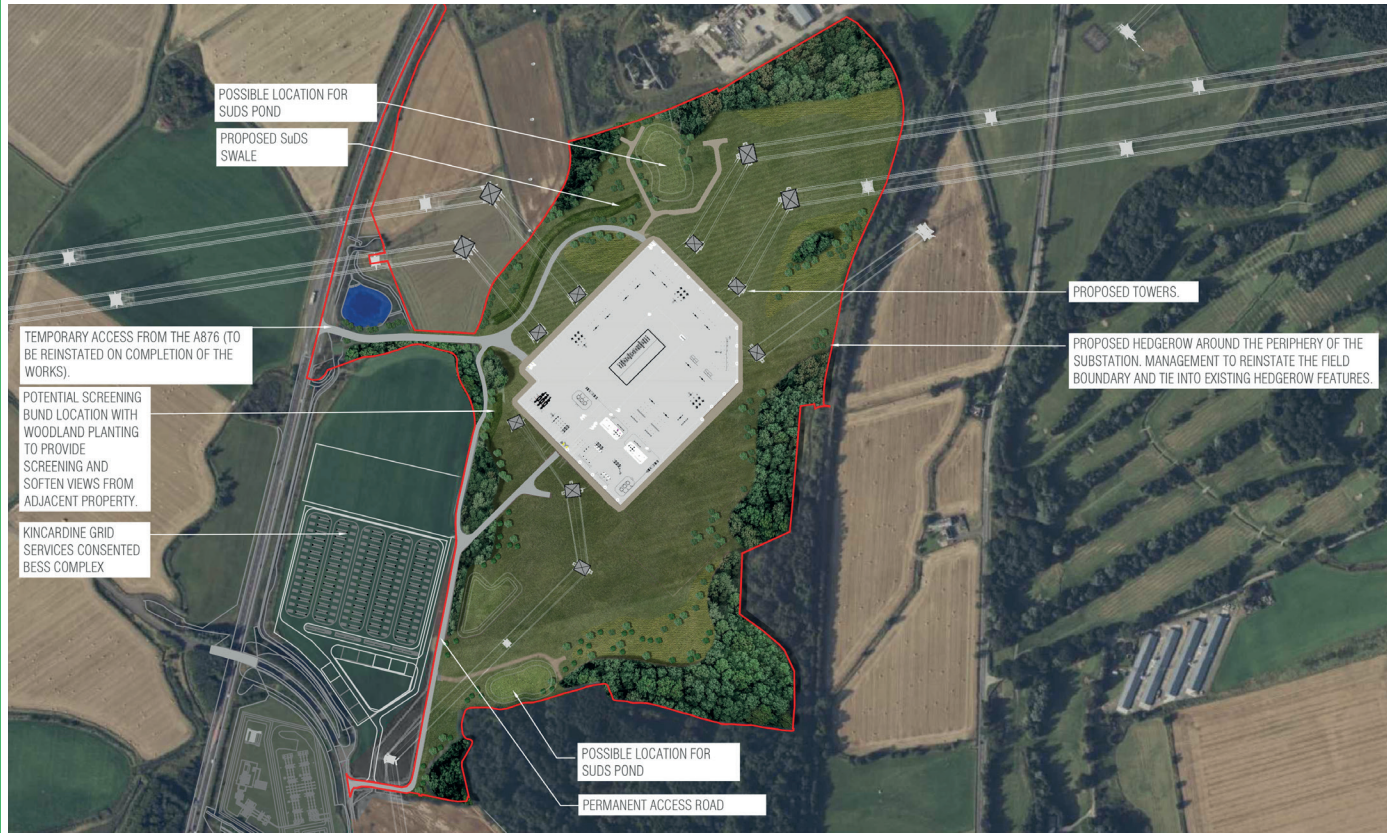 POSSIBLE LOCATION FOR
SUDS POND
PROPOSED SuDS
SWALE
TEMPORARY ACCESS FROM THE A876 (TO
BE REINSTATED ON COMPLETION OF THE
WORKS).
POTENTIAL SCREENING
BUND LOCATION WITH
WOODLAND PLANTING
TO PROVIDE
SCREENING AND
SOFTEN VIEWS FROM
ADJACENT PROPERTY.
KINCARDINE GRID
SERVICES CONSENTED
BESS COMPLEX
PROPOSED TOWERS.
PROPOSED HEDGEROW AROUND THE PERIPHERY OF THE
SUBSTATION. MANAGEMENT TO REINSTATE THE FIELD
BOUNDARY AND TIE INTO EXISTING HEDGEROW FEATURES.
POSSIBLE LOCATION FOR
SUDS POND
PERMANENT ACCESS ROAD